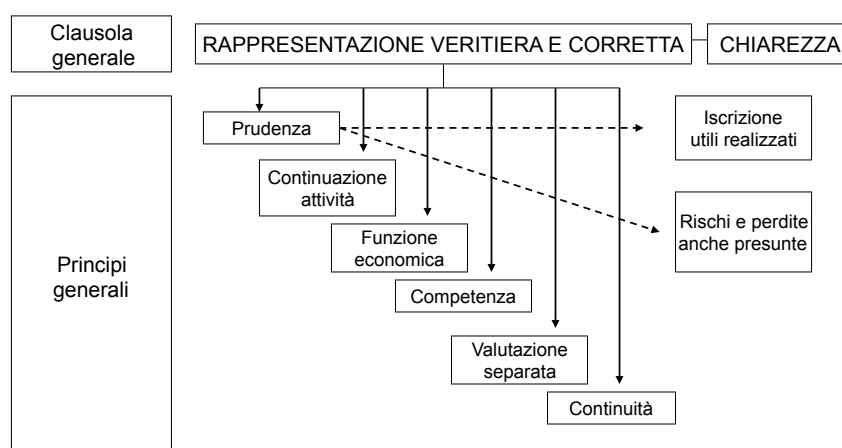 Clausola
generale
RAPPRESENTAZIONE VERITIERA E CORRETTA
CHIAREZZA
Principi
generali
Prudenza
Iscrizione
utili realizzati
Continuazione
attività
Rischi e perdite
anche presunte
Funzione
economica
Competenza
Valutazione
separata
Continuità